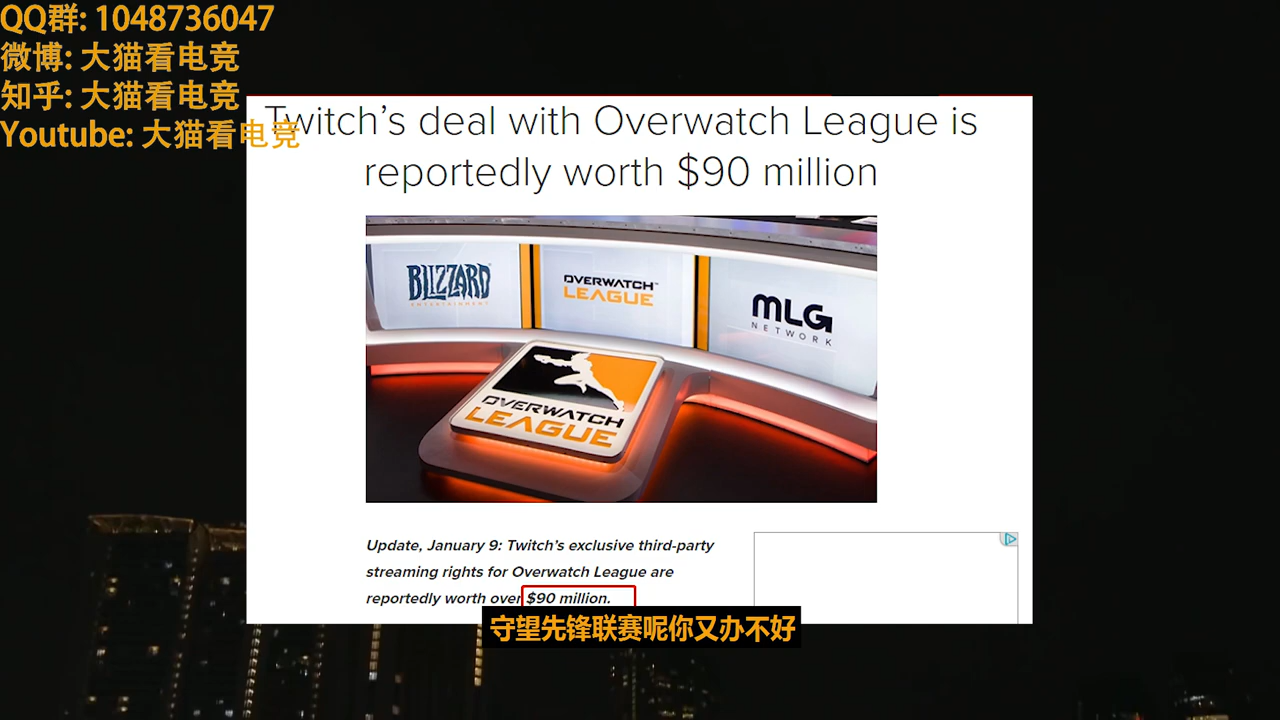 QQ群: 1048736047
微博: 大猫看电竞
知乎: 大猫看电竞
Youtube: 大猫看电竞
Twitch’s deal with Overwatch League is
reportedly worth $90 million
BLIZZARD
ENTERTAINMENT
OVERWATCH
LEAGUE
MLG
NETWORK
OVERWATCH
LEAGUE
Update, January 9: Twitch’s exclusive third-party
streaming rights for Overwatch League are
reportedly worth over $90 million.
守望先锋联赛呢你又办不好